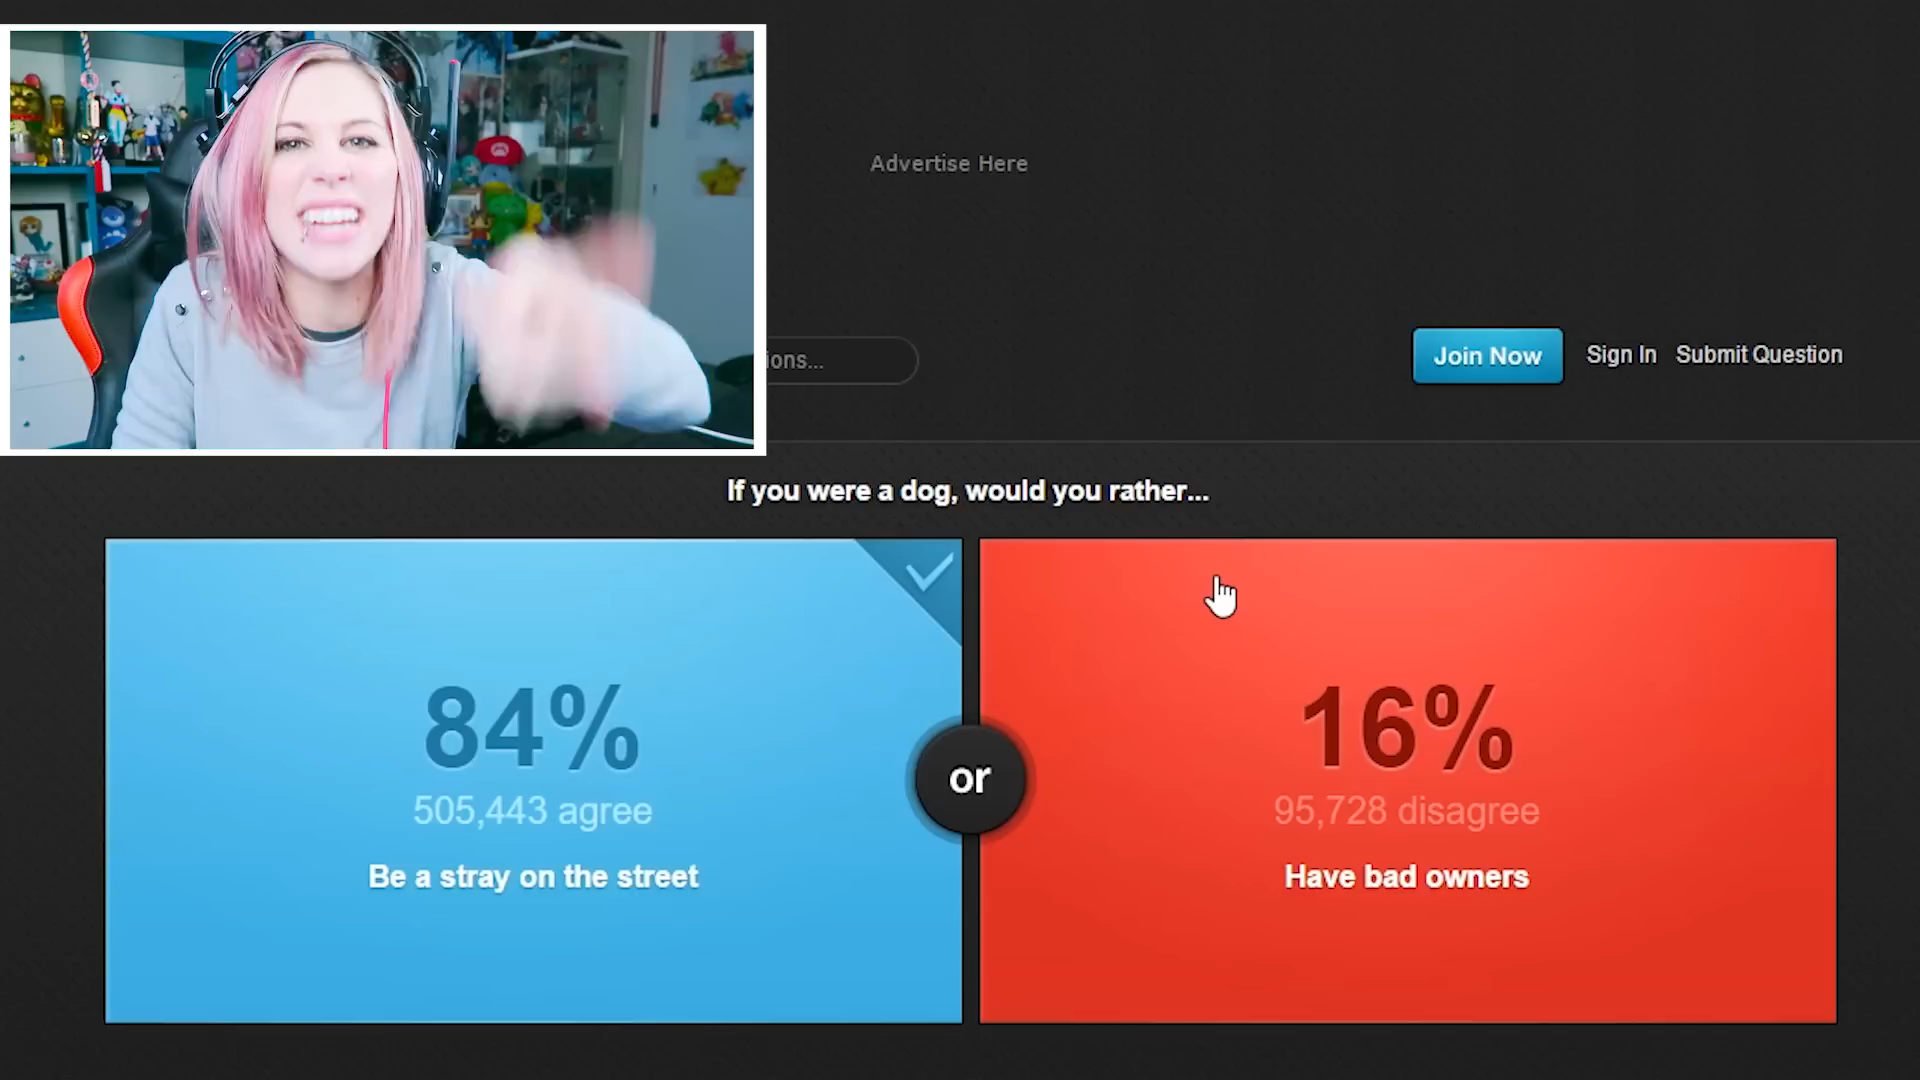 Advertise Here
ions...
Join Now
Sign In
Submit Question
If you were a dog, would you rather...
84%
505,443 agree
Be a stray on the street
or
16%
95,728 disagree
Have bad owners